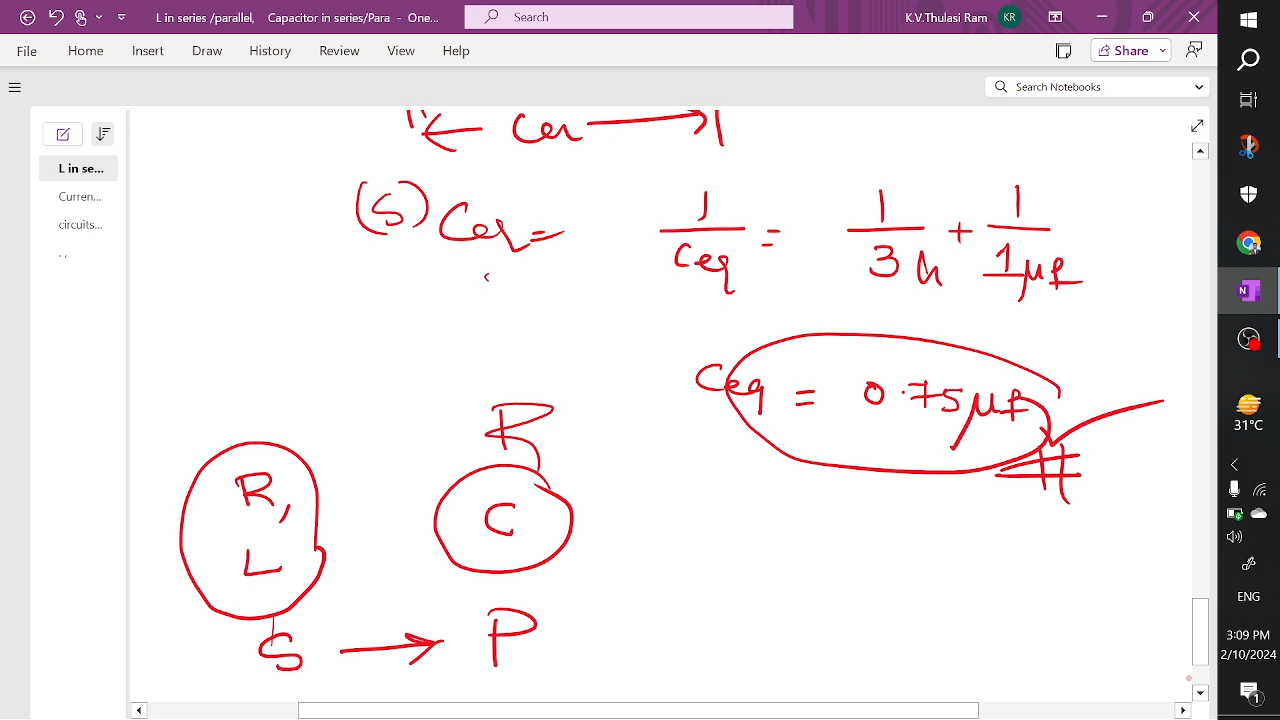 L in series /parallel, Capacitor in series/Para - One...
Search
K.V.Thulasi Ram
KR
File Home Insert Draw History Review View Help
Share
Search Notebooks
L in se...
Curren...
circuits...
Ceq
(S) Ceq =
1/Ceq = 1/3μ + 1/1μf
Ceq = 0.75μf
R, L
R
C
S → P
31°C
ENG
3:09 PM
2/10/2024
1